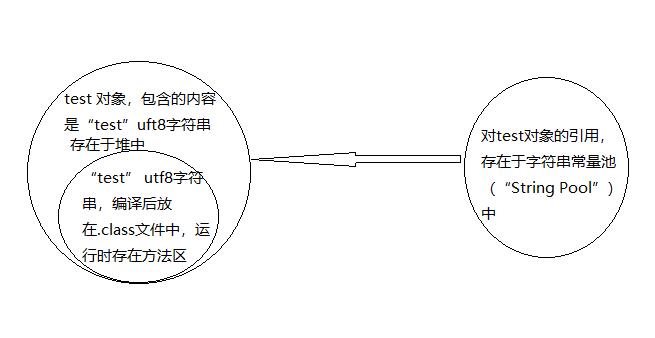 test 对象，包含的内容
是“test”uft8字符串
存在于堆中
“test” utf8字符
串，编译后放
在.class文件中，运
行时存在方法区
对test对象的引用，
存在于字符串常量池
（“String Pool”）
中